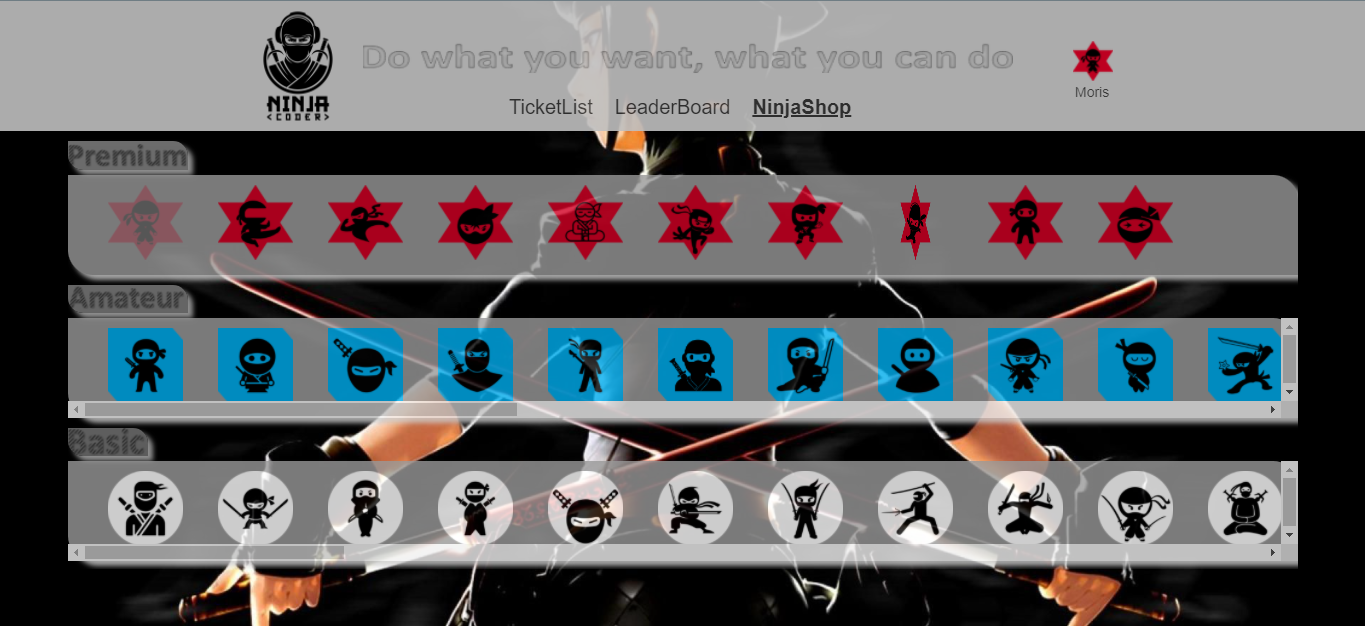 Do what you want, what you can do
NINJA
<CODER>
Moris
TicketList LeaderBoard NinjaShop
Premium
Amateur
Basic